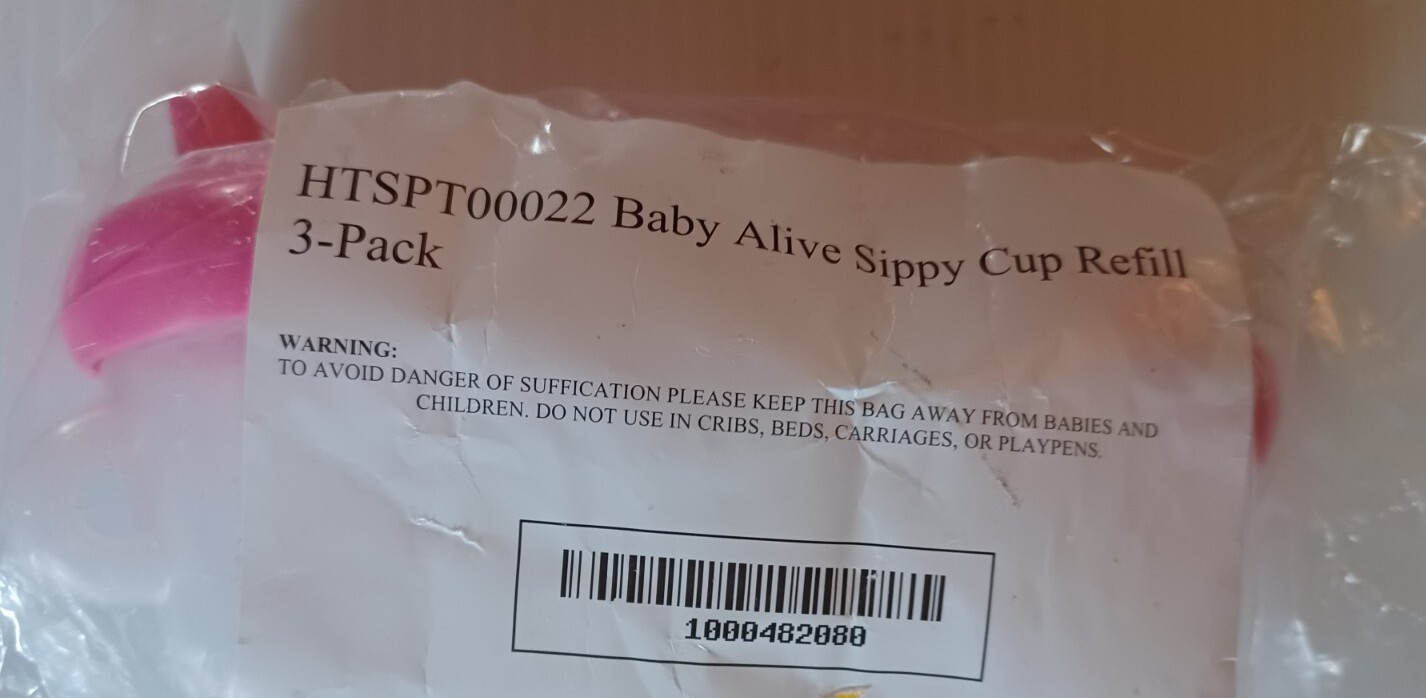 HTSPT00022 Baby Alive Sippy Cup Refill
3-Pack
WARNING:
TO AVOID DANGER OF SUFFICATION PLEASE KEEP THIS BAG AWAY FROM BABIES AND
CHILDREN. DO NOT USE IN CRIBS, BEDS, CARRIAGES, OR PLAYPENS.
1000482080